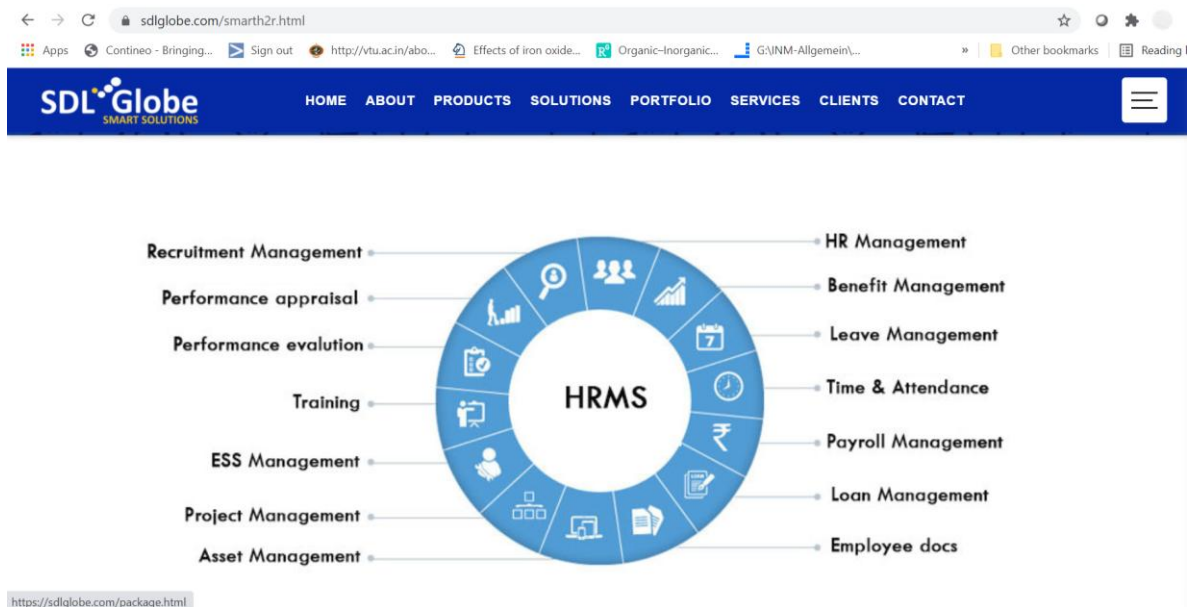 sdlglobe.com/smarth2r.html
Apps Contineo - Bringing... Sign out http://vtu.ac.in/abo... Effects of iron oxide... R⁶ Organic–Inorganic... G:\INM-Allgemein\... » Other bookmarks Reading
SDL Globe
SMART SOLUTIONS
HOME ABOUT PRODUCTS SOLUTIONS PORTFOLIO SERVICES CLIENTS CONTACT
Recruitment Management
Performance appraisal
Performance evalution
Training
ESS Management
Project Management
Asset Management
7
₹
HRMS
HR Management
Benefit Management
Leave Management
Time & Attendance
Payroll Management
Loan Management
Employee docs
https://sdlglobe.com/package.html